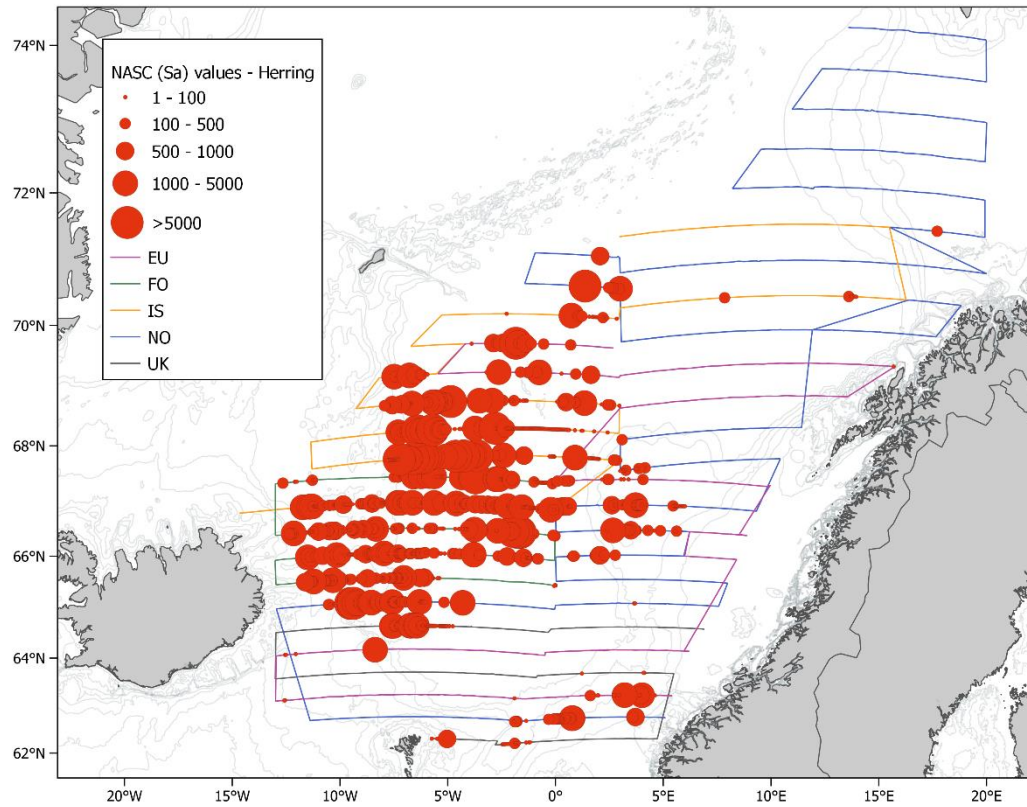 74°N
72°N
70°N
68°N
66°N
64°N
62°N
NASC (Sa) values - Herring
1 - 100
100 - 500
500 - 1000
1000 - 5000
>5000
EU
FO
IS
NO
UK
20°W
15°W
10°W
5°W
0°
5°E
10°E
15°E
20°E